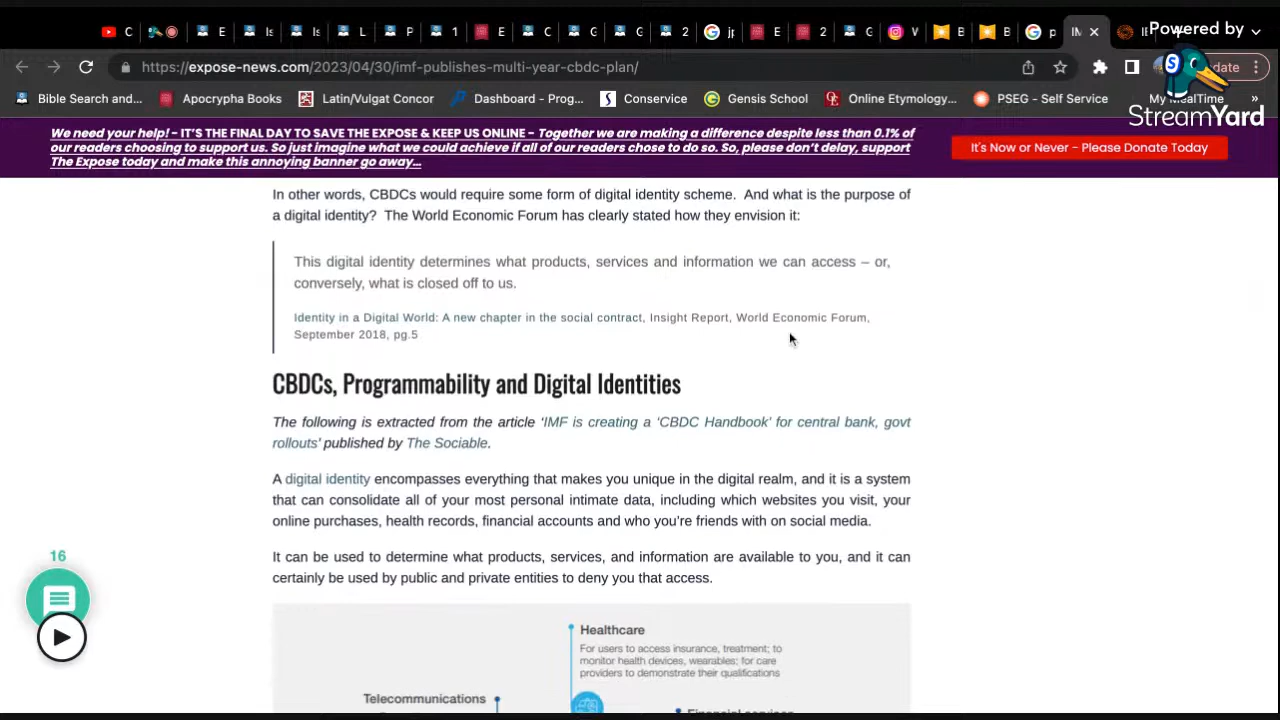 C
E
Is
Is
L
P
1
E
C
G
G
2
jp
E
2
G
W
B
B
p
IM
Powered by
https://expose-news.com/2023/04/30/imf-publishes-multi-year-cbdc-plan/
date
StreamYard
Bible Search and...
Apocrypha Books
Latin/Vulgat Concor
Dashboard - Prog...
Conservice
Gensis School
Online Etymology...
PSEG - Self Service
My MealTime
»
We need your help! - IT'S THE FINAL DAY TO SAVE THE EXPOSE & KEEP US ONLINE - Together we are making a difference despite less than 0.1% of
our readers choosing to support us. So just imagine what we could achieve if all of our readers chose to do so. So, please don't delay, support
The Expose today and make this annoying banner go away...
It's Now or Never - Please Donate Today
In other words, CBDCs would require some form of digital identity scheme. And what is the purpose of
a digital identity? The World Economic Forum has clearly stated how they envision it:
This digital identity determines what products, services and information we can access – or,
conversely, what is closed off to us.
Identity in a Digital World: A new chapter in the social contract, Insight Report, World Economic Forum,
September 2018, pg.5
CBDCs, Programmability and Digital Identities
The following is extracted from the article 'IMF is creating a 'CBDC Handbook' for central bank, govt
rollouts' published by The Sociable.
A digital identity encompasses everything that makes you unique in the digital realm, and it is a system
that can consolidate all of your most personal intimate data, including which websites you visit, your
online purchases, health records, financial accounts and who you're friends with on social media.
It can be used to determine what products, services, and information are available to you, and it can
certainly be used by public and private entities to deny you that access.
16
Healthcare
For users to access insurance, treatment; to
monitor health devices, wearables; for care
providers to demonstrate their qualifications
Telecommunications
Financial services